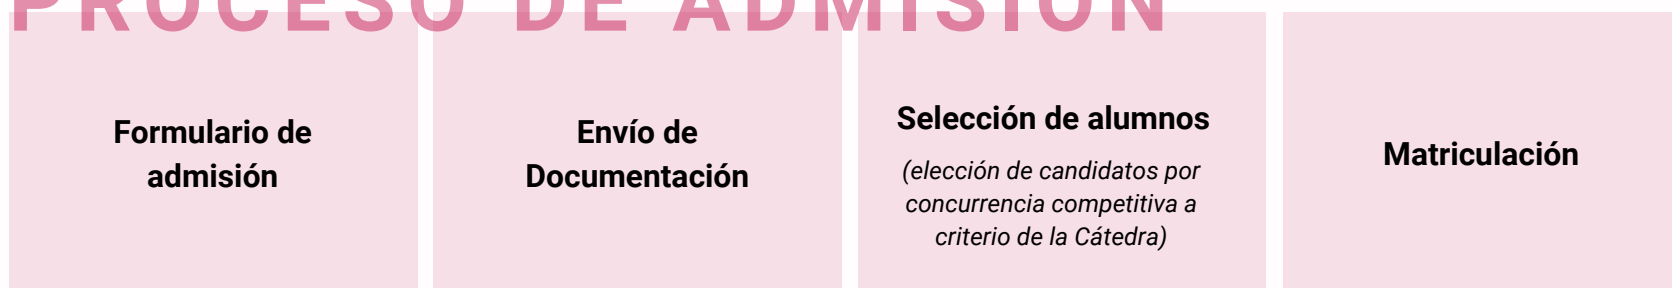 PROCESO DE ADMISIÓN
Formulario de
admisión
Envío de
Documentación
Selección de alumnos
(elección de candidatos por
concurrencia competitiva a
criterio de la Cátedra)
Matriculación